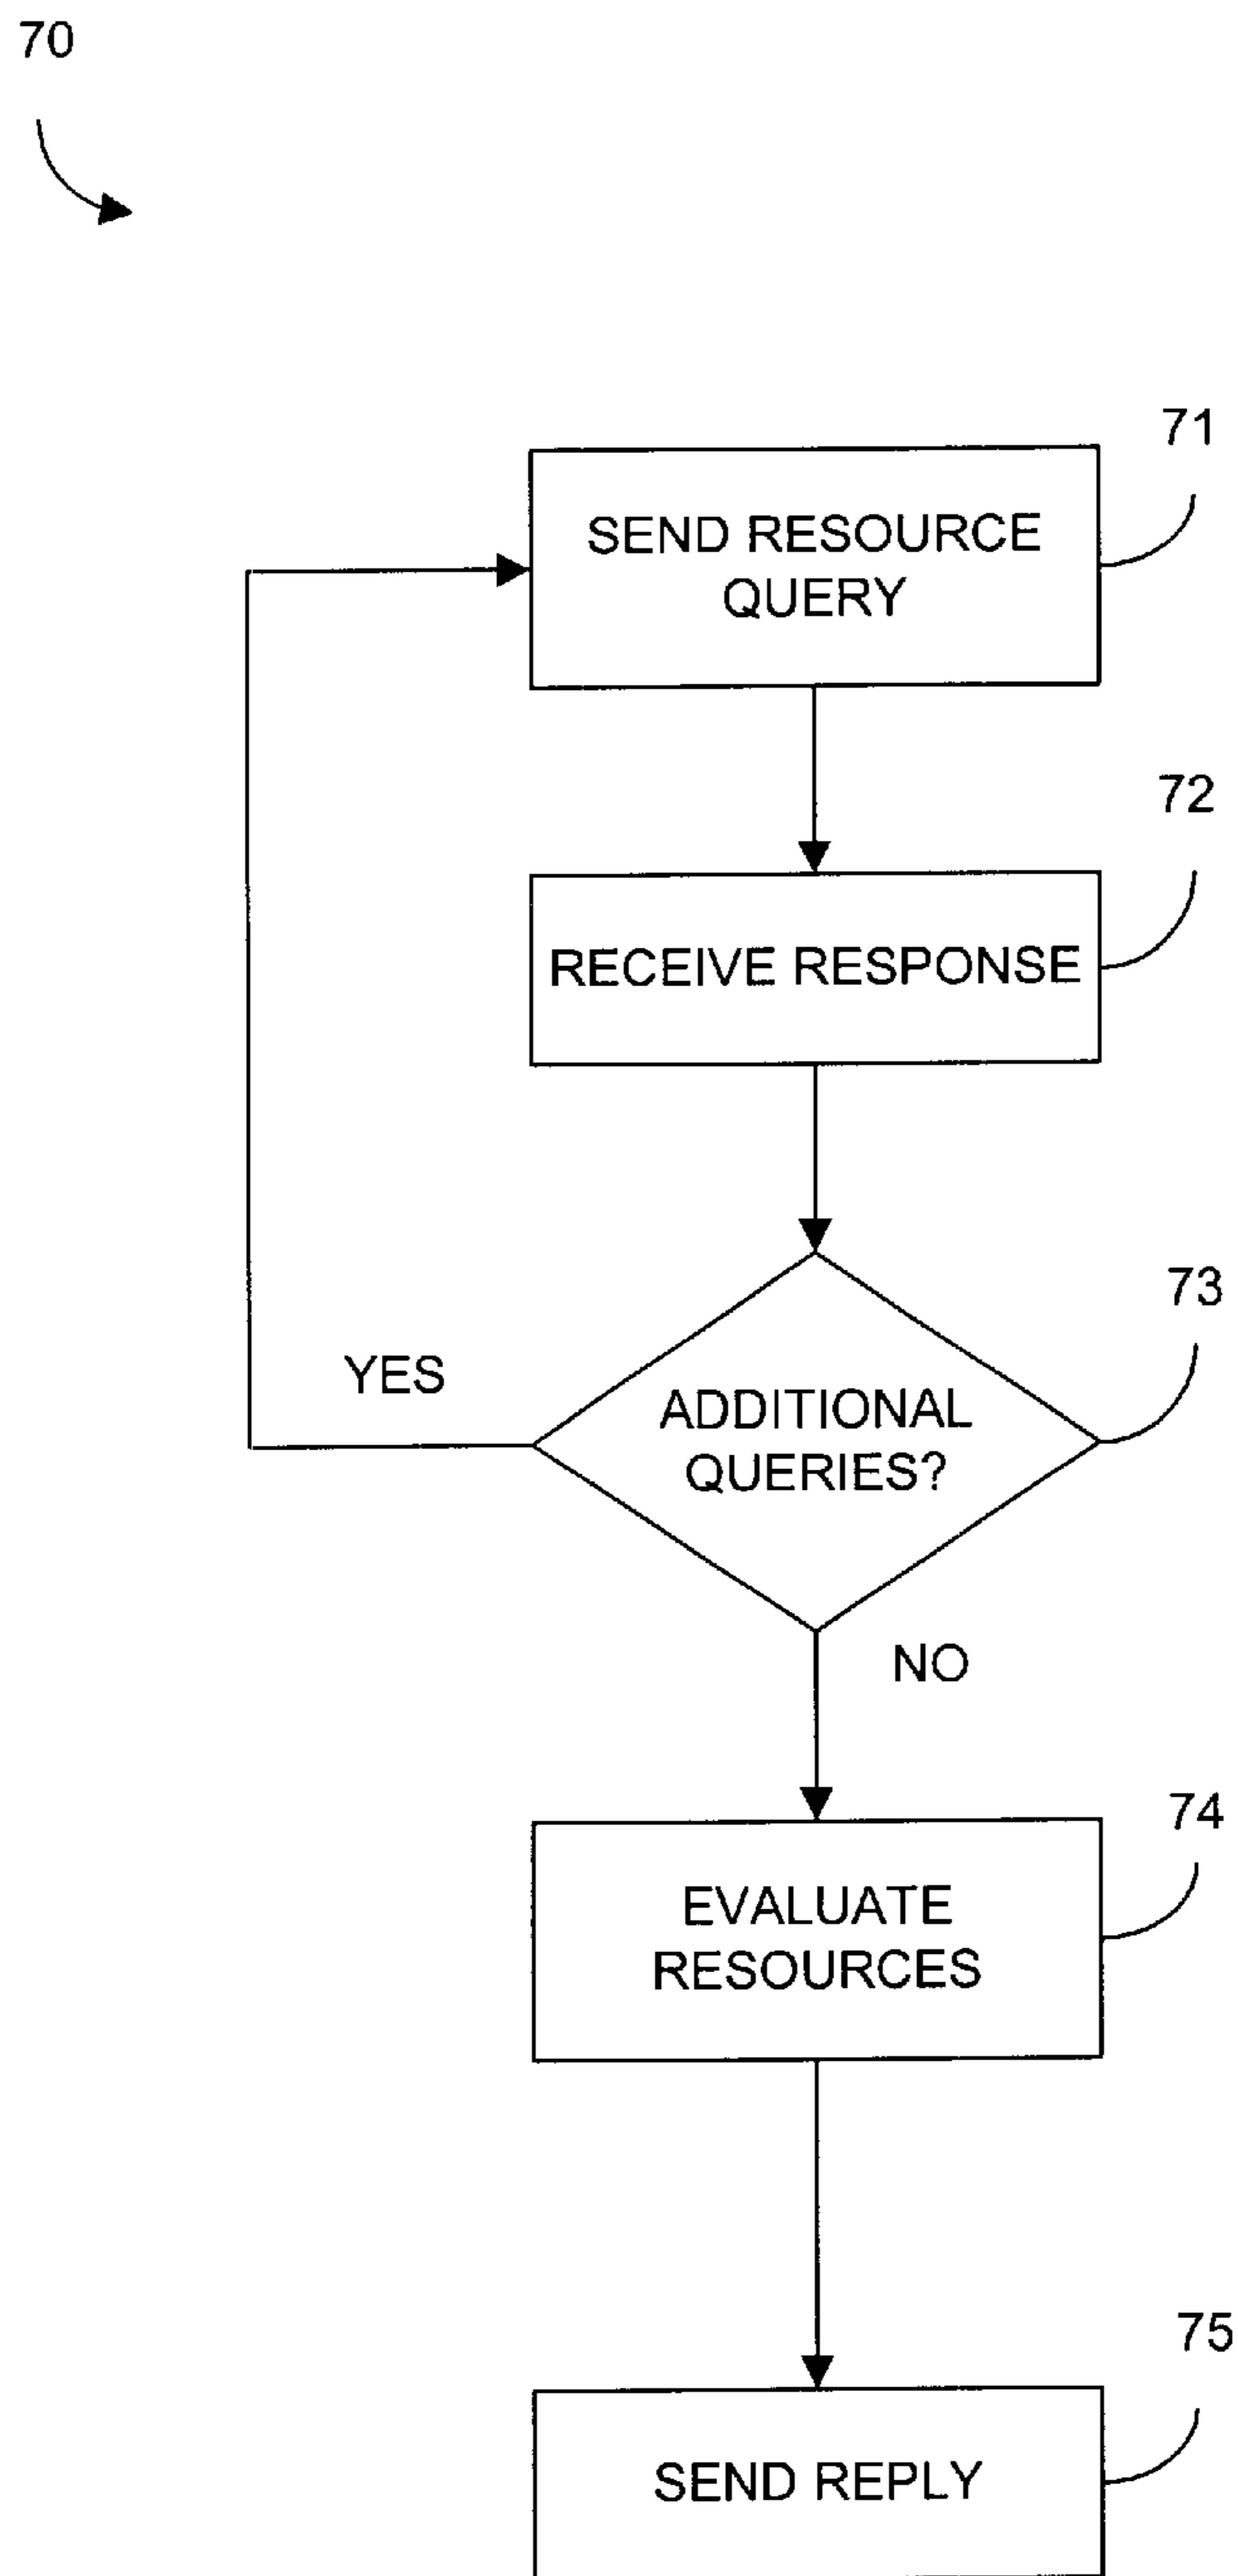 70
71
SEND RESOURCE
QUERY
72
RECEIVE RESPONSE
73
YES
ADDITIONAL
QUERIES?
NO
74
EVALUATE
RESOURCES
75
SEND REPLY